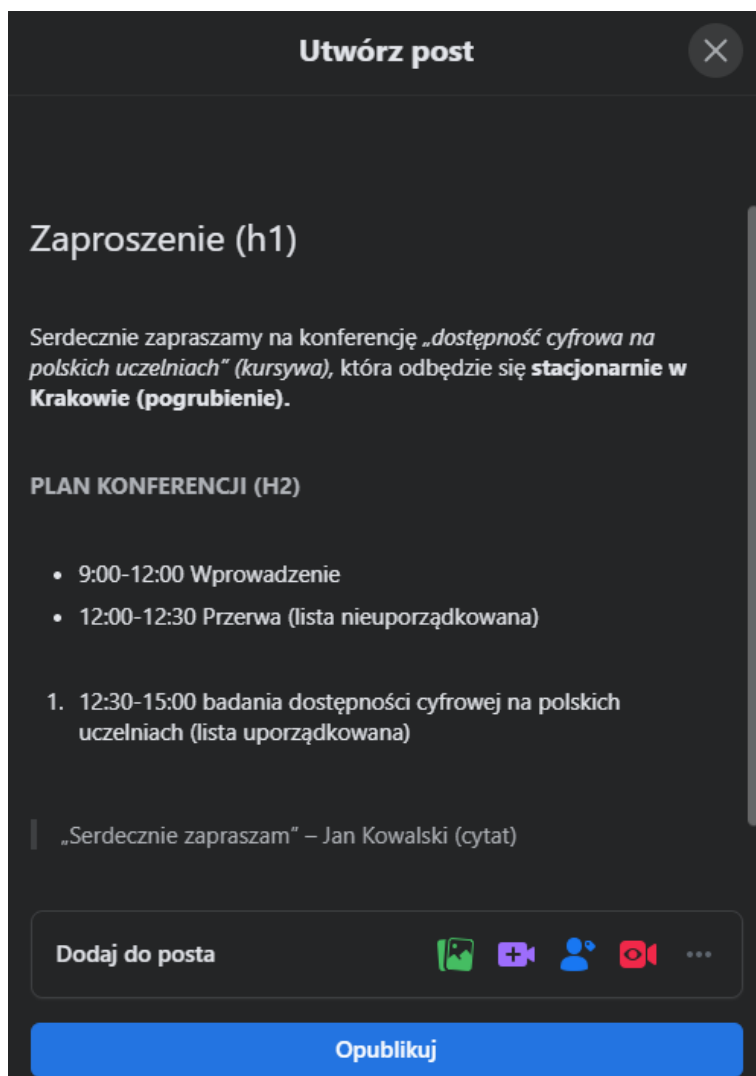 Utwórz post
Zaproszenie (h1)
Serdecznie zapraszamy na konferencję „dostępność cyfrowa na
polskich uczelniach” (kursywa), która odbędzie się stacjonarnie w
Krakowie (pogrubienie).
PLAN KONFERENCJI (H2)
• 9:00-12:00 Wprowadzenie
• 12:00-12:30 Przerwa (lista nieuporządkowana)
1. 12:30-15:00 badania dostępności cyfrowej na polskich
uczelniach (lista uporządkowana)
„Serdecznie zapraszam” – Jan Kowalski (cytat)
Dodaj do posta
Opublikuj